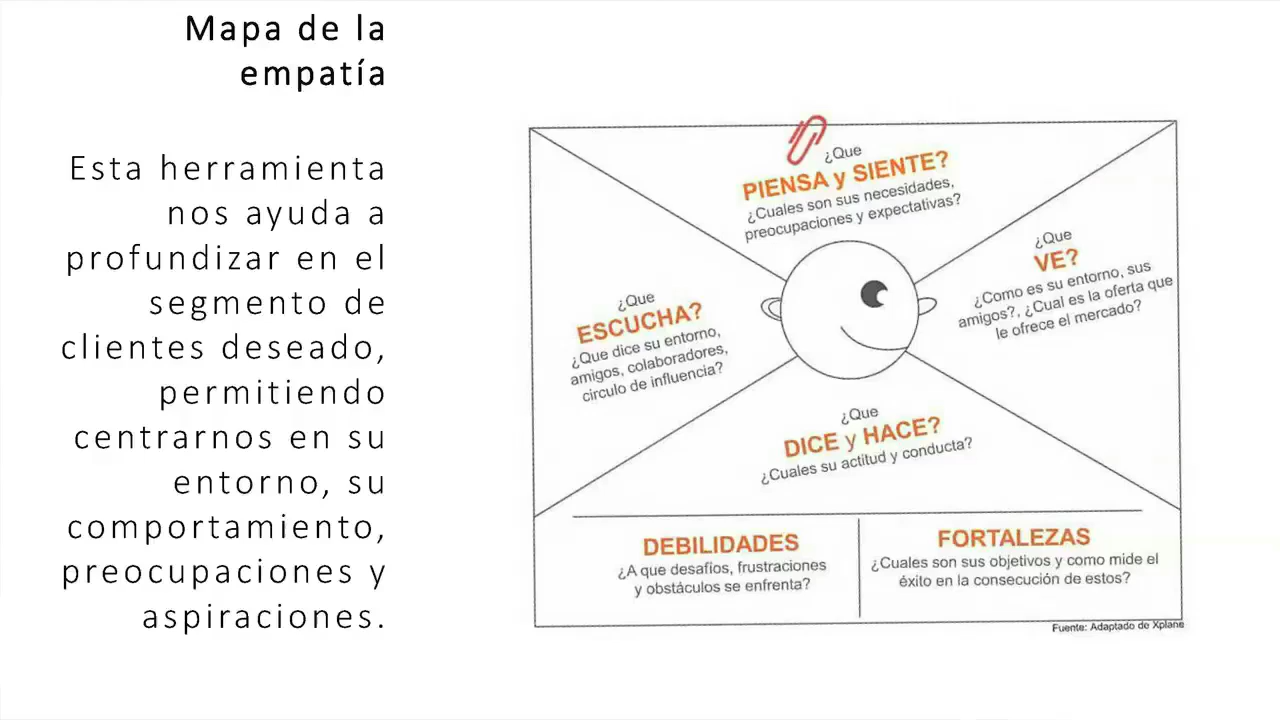 Mapa de la
empatía
Esta herramienta
nos ayuda a
profundizar en el
segmento de
clientes deseado,
permitiendo
centrarnos en su
entorno, su
comportamiento,
preocupaciones y
aspiraciones.
¿Que
PIENSA y SIENTE?
¿Cuales son sus necesidades,
preocupaciones y expectativas?
¿Que
VE?
¿Como es su entorno, sus
amigos?, ¿Cual es la oferta que
le ofrece el mercado?
¿Que
ESCUCHA?
¿Que dice su entorno,
amigos, colaboradores,
circulo de influencia?
¿Que
DICE y HACE?
¿Cuales su actitud y conducta?
DEBILIDADES
¿A que desafíos, frustraciones
y obstáculos se enfrenta?
FORTALEZAS
¿Cuales son sus objetivos y como mide el
éxito en la consecución de estos?
Fuente: Adaptado de Xplane